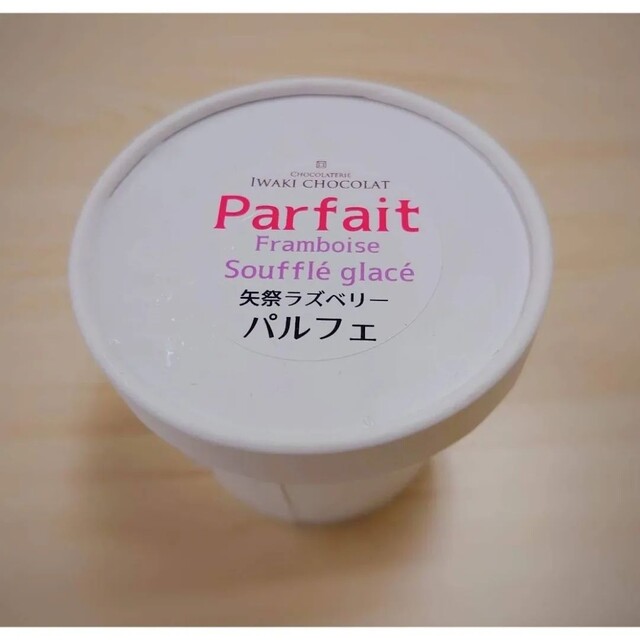 CHOCOLATERIE
IWAKI CHOCOLAT
Parfait
Framboise
Soufflé glacé
矢祭ラズベリー
パルフェ